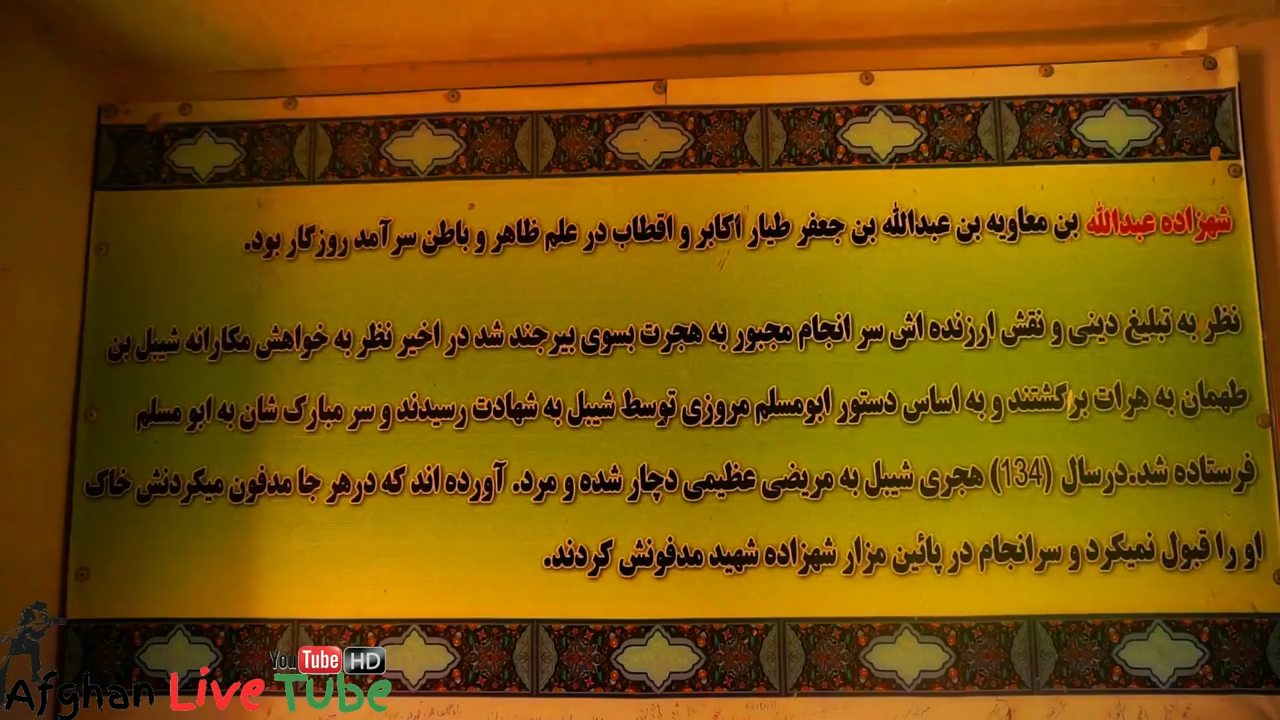 شهزاده عبدالله بن معاویه بن عبدالله بن جعفر طیار اکابر و اقطاب در علم ظاهر و باطن سرآمد روزگار بود.
نظر به تبلیغ دینی و نقش ارزنده اش سر انجام مجبور به هجرت بسوی بیرجند شد در اخیر نظر به خواهش مکارانه شیبل بن
طهمان به هرات برگشتند و به اساس دستور ابومسلم مروزی توسط شیبل به شهادت رسیدند و سر مبارک شان به ابو مسلم
فرستاده شد.درسال (134) هجری شیبل به مریضی عظیمی دچار شده و مرد. آورده اند که درهر جا مدفون میکردنش خاک
او را قبول نمیکرد و سرانجام در پائین مزار شهزاده شهید مدفونش کردند.
YouTube HD
Afghan Live Tube